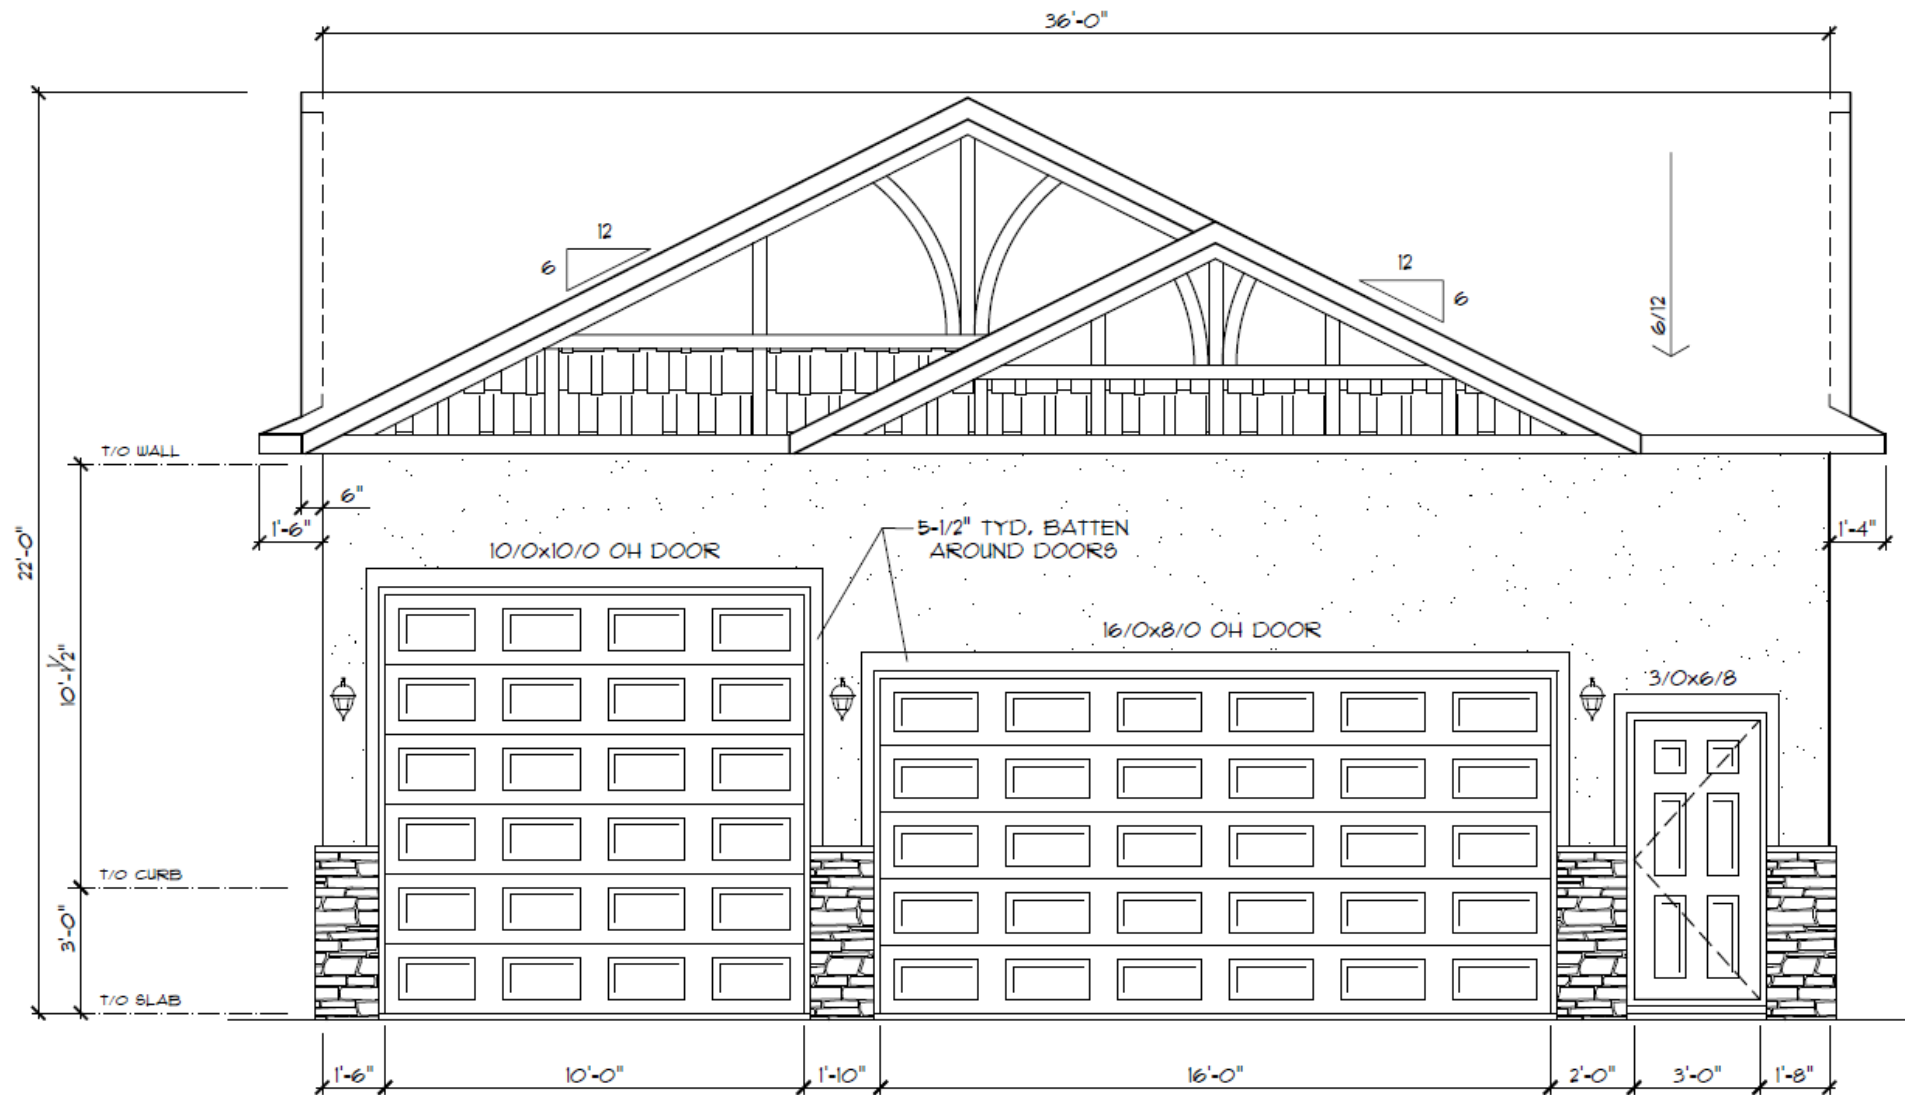 36'-0"
12
6
12
6
6/12
T/O WALL
6"
1'-6"
1'-4"
22'-0"
5-1/2" TYD. BATTEN
AROUND DOORS
10/0x10/0 OH DOOR
16/0x8/0 OH DOOR
3/0x6/8
10'-1/2"
T/O CURB
3'-0"
T/O SLAB
1'-6"
10'-0"
1'-10"
16'-0"
2'-0"
3'-0"
1'-8"